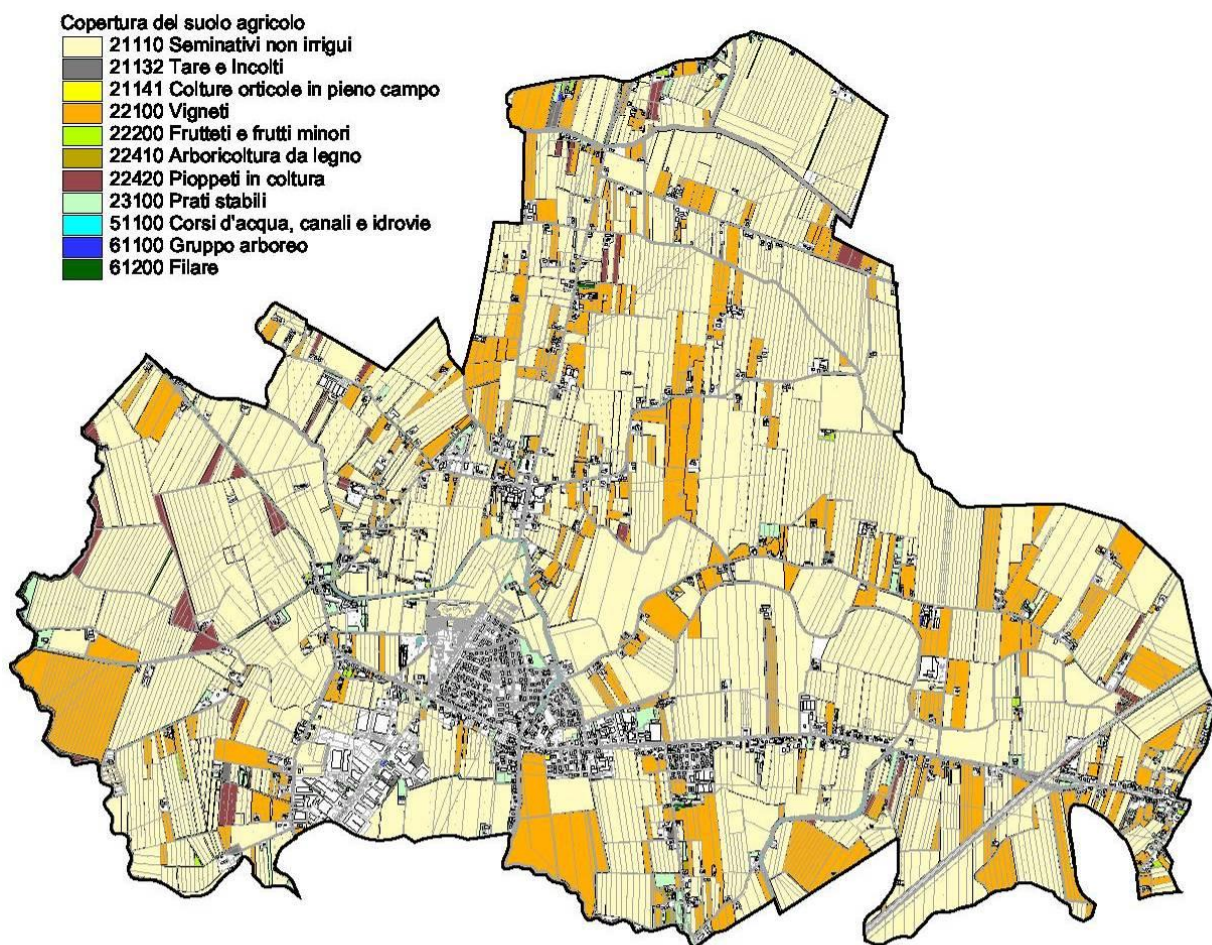 Copertura del suolo agricolo
21110 Seminativi non irrigui
21132 Tare e Incolti
21141 Colture orticole in pieno campo
22100 Vigneti
22200 Frutteti e frutti minori
22410 Arboricoltura da legno
22420 Pioppeti in coltura
23100 Prati stabili
51100 Corsi d'acqua, canali e idrovie
61100 Gruppo arboreo
61200 Filare